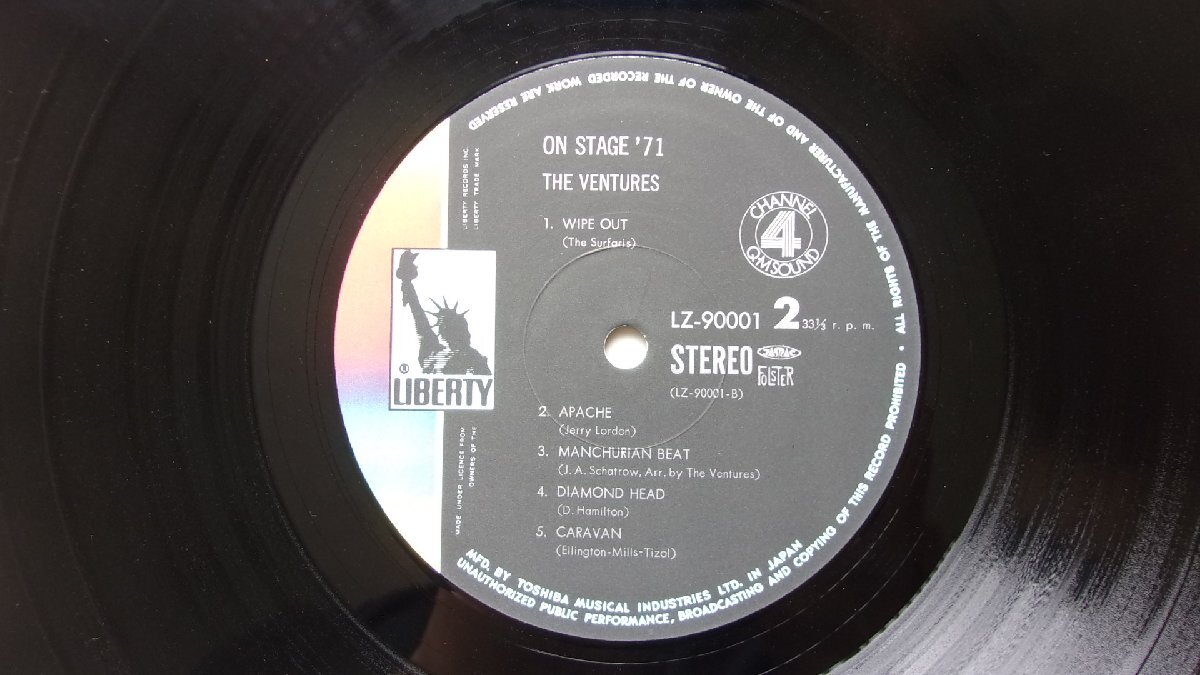 ON STAGE '71
THE VENTURES
1. WIPE OUT
(The Surfaris)
CHANNEL
4
QMSOUND
LZ-90001 2 33⅓ r. p. m.
STEREO
FOLSTER
(LZ-90001-B)
2. APACHE
(Jerry Lordon)
3. MANCHURIAN BEAT
(J. A. Schatrow, Arr. by The Ventures)
4. DIAMOND HEAD
(D. Hamilton)
5. CARAVAN
(Ellington-Mills-Tizol)
LIBERTY RECORDS INC.
LIBERTY TRADE MARK
®
LIBERTY
MADE UNDER LICENCE FROM
OWNERS OF THE
MFD. BY TOSHIBA MUSICAL INDUSTRIES LTD. IN JAPAN
UNAUTHORIZED PUBLIC PERFORMANCE, BROADCASTING AND COPYING OF THIS RECORD PROHIBITED • ALL RIGHTS OF THE MANUFACTURER AND OF THE OWNER OF THE RECORDED WORK ARE RESERVED